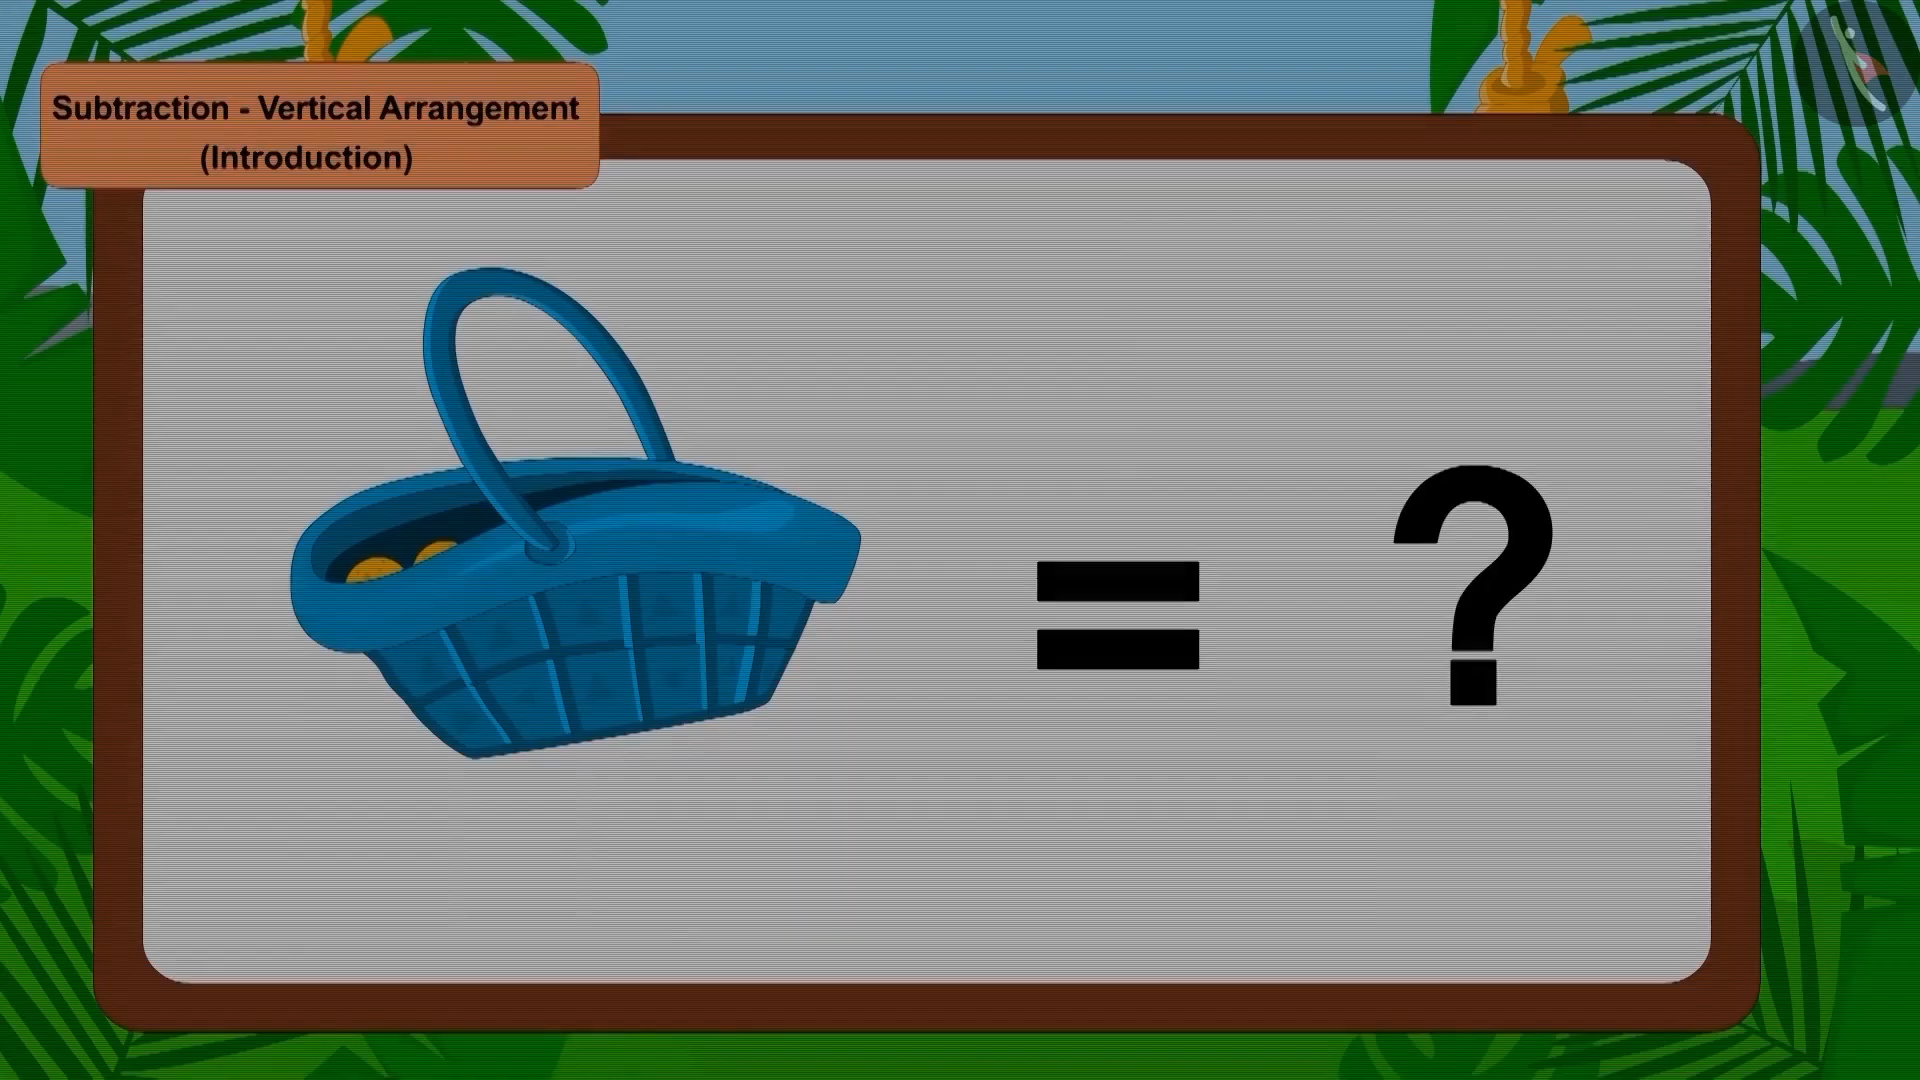 Subtraction - Vertical Arrangement
(Introduction)
= ?